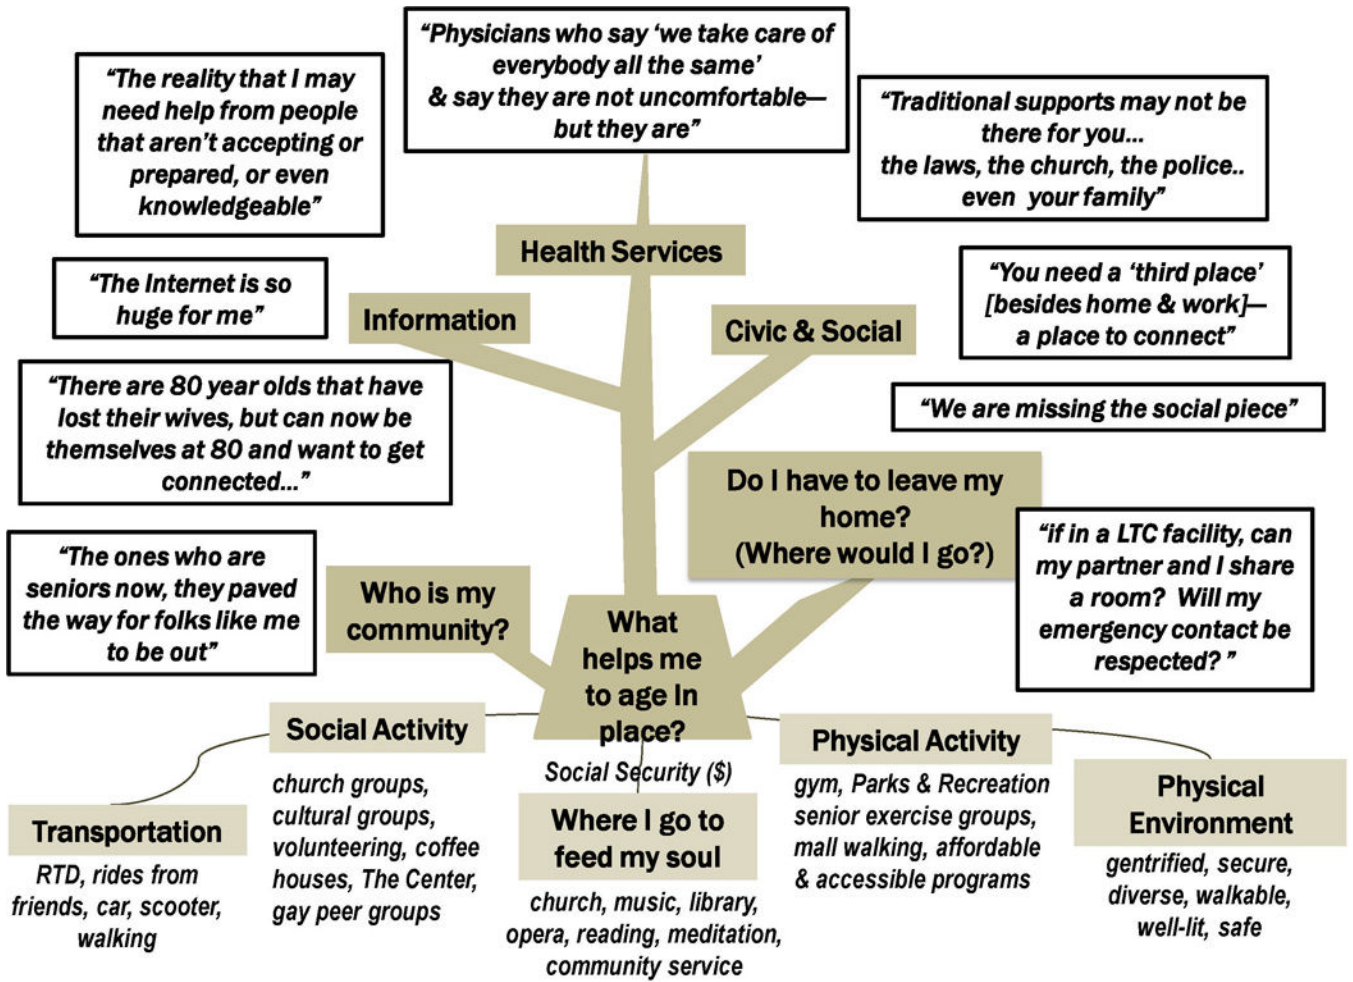 “Physicians who say ‘we take care of
everybody all the same’
& say they are not uncomfortable—
but they are”
“The reality that I may
need help from people
that aren’t accepting or
prepared, or even
knowledgeable”
“Traditional supports may not be
there for you...
the laws, the church, the police..
even your family”
Health Services
“The Internet is so
huge for me”
Information
Civic & Social
“You need a ‘third place’
[besides home & work]—
a place to connect”
“There are 80 year olds that have
lost their wives, but can now be
themselves at 80 and want to get
connected...”
“We are missing the social piece”
Do I have to leave my
home?
(Where would I go?)
“if in a LTC facility, can
my partner and I share
a room? Will my
emergency contact be
respected? ”
“The ones who are
seniors now, they paved
the way for folks like me
to be out”
Who is my
community?
What
helps me
to age In
place?
Social Activity
church groups,
cultural groups,
volunteering, coffee
houses, The Center,
gay peer groups
Transportation
RTD, rides from
friends, car, scooter,
walking
Social Security ($)
Where I go to
feed my soul
church, music, library,
opera, reading, meditation,
community service
Physical Activity
gym, Parks & Recreation
senior exercise groups,
mall walking, affordable
& accessible programs
Physical
Environment
gentrified, secure,
diverse, walkable,
well-lit, safe